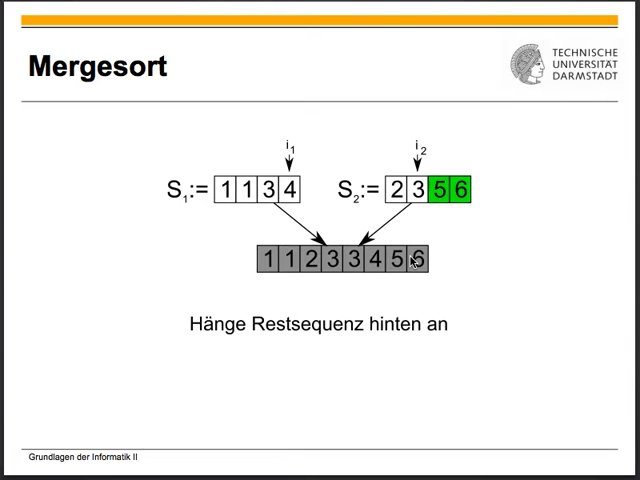 Mergesort
TECHNISCHE
UNIVERSITÄT
DARMSTADT
i1 i2
S1:= 1 1 3 4 S2:= 2 3 5 6
1 1 2 3 3 4 5 6
Hänge Restsequenz hinten an
Grundlagen der Informatik II